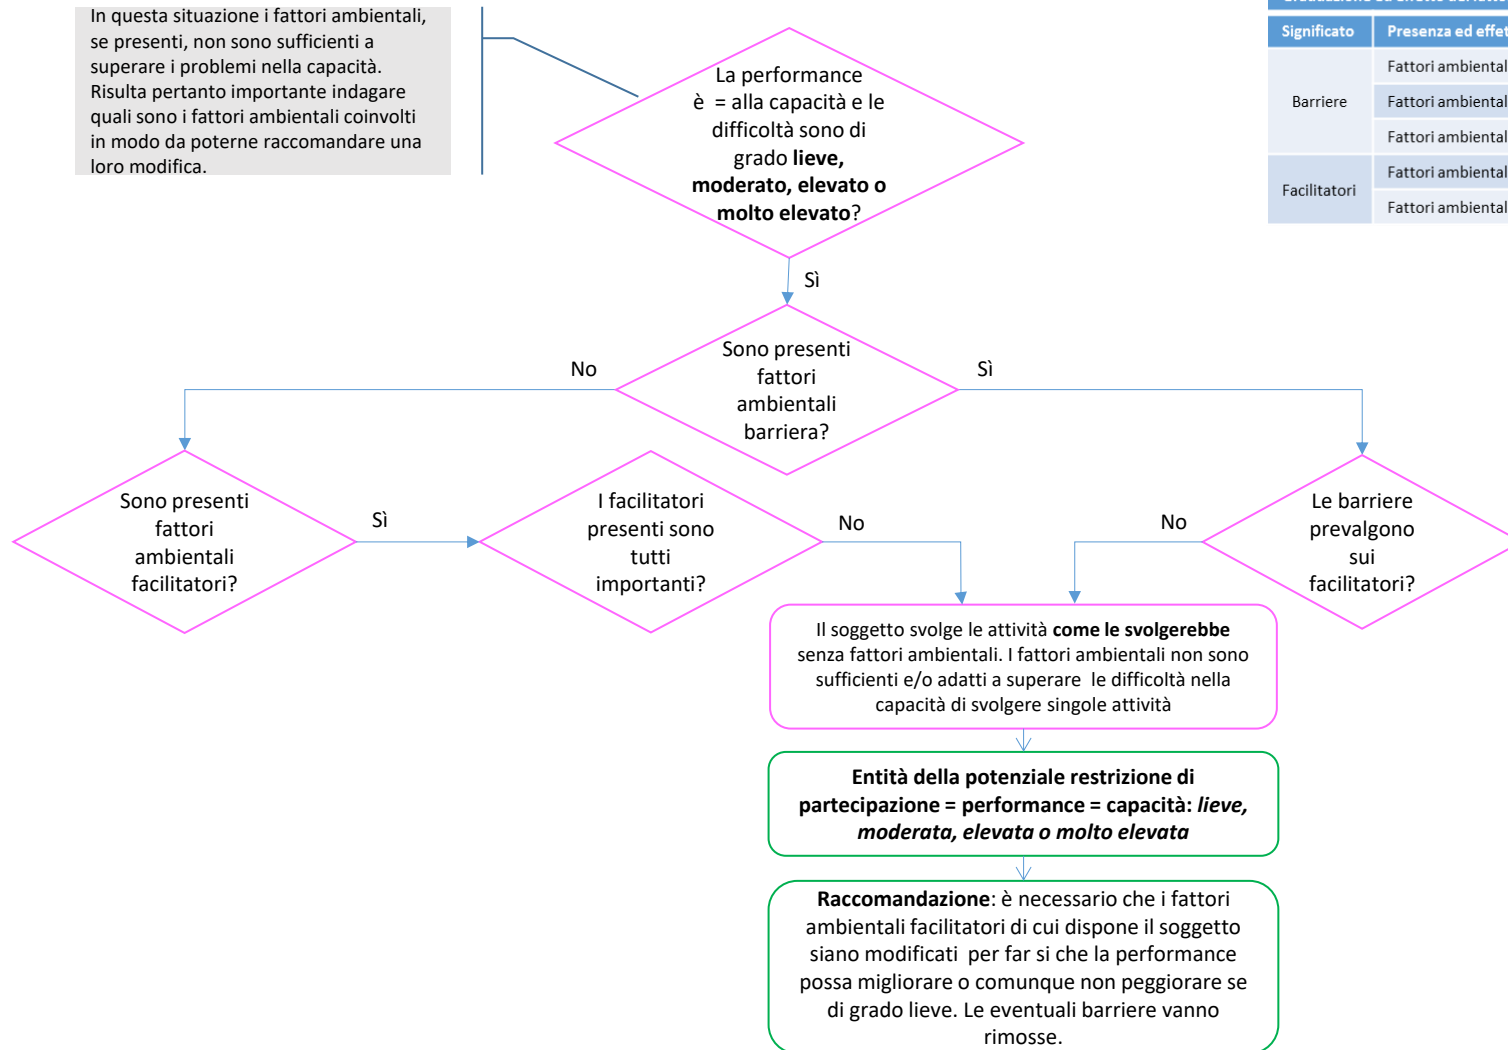 In questa situazione i fattori ambientali,
se presenti, non sono sufficienti a
superare i problemi nella capacità.
Risulta pertanto importante indagare
quali sono i fattori ambientali coinvolti
in modo da poterne raccomandare una
loro modifica.
La performance
è = alla capacità e le
difficoltà sono di
grado lieve,
moderato, elevato o
molto elevato?
Significato
Presenza ed
Barriere
Fattori
Fattori
Fattori
Facilitatori
Fattori
Fattori
Sì
Sono presenti
fattori
ambientali
barriera?
No
Sì
Sono presenti
fattori
ambientali
facilitatori?
Sì
I facilitatori
presenti sono
tutti
importanti?
No
No
Le barriere
prevalgono
sui
facilitatori?
Il soggetto svolge le attività come le svolgerebbe
senza fattori ambientali. I fattori ambientali non sono
sufficienti e/o adatti a superare le difficoltà nella
capacità di svolgere singole attività
Entità della potenziale restrizione di
partecipazione = performance = capacità: lieve,
moderata, elevata o molto elevata
Raccomandazione: è necessario che i fattori
ambientali facilitatori di cui dispone il soggetto
siano modificati per far si che la performance
possa migliorare o comunque non peggiorare se
di grado lieve. Le eventuali barriere vanno
rimosse.